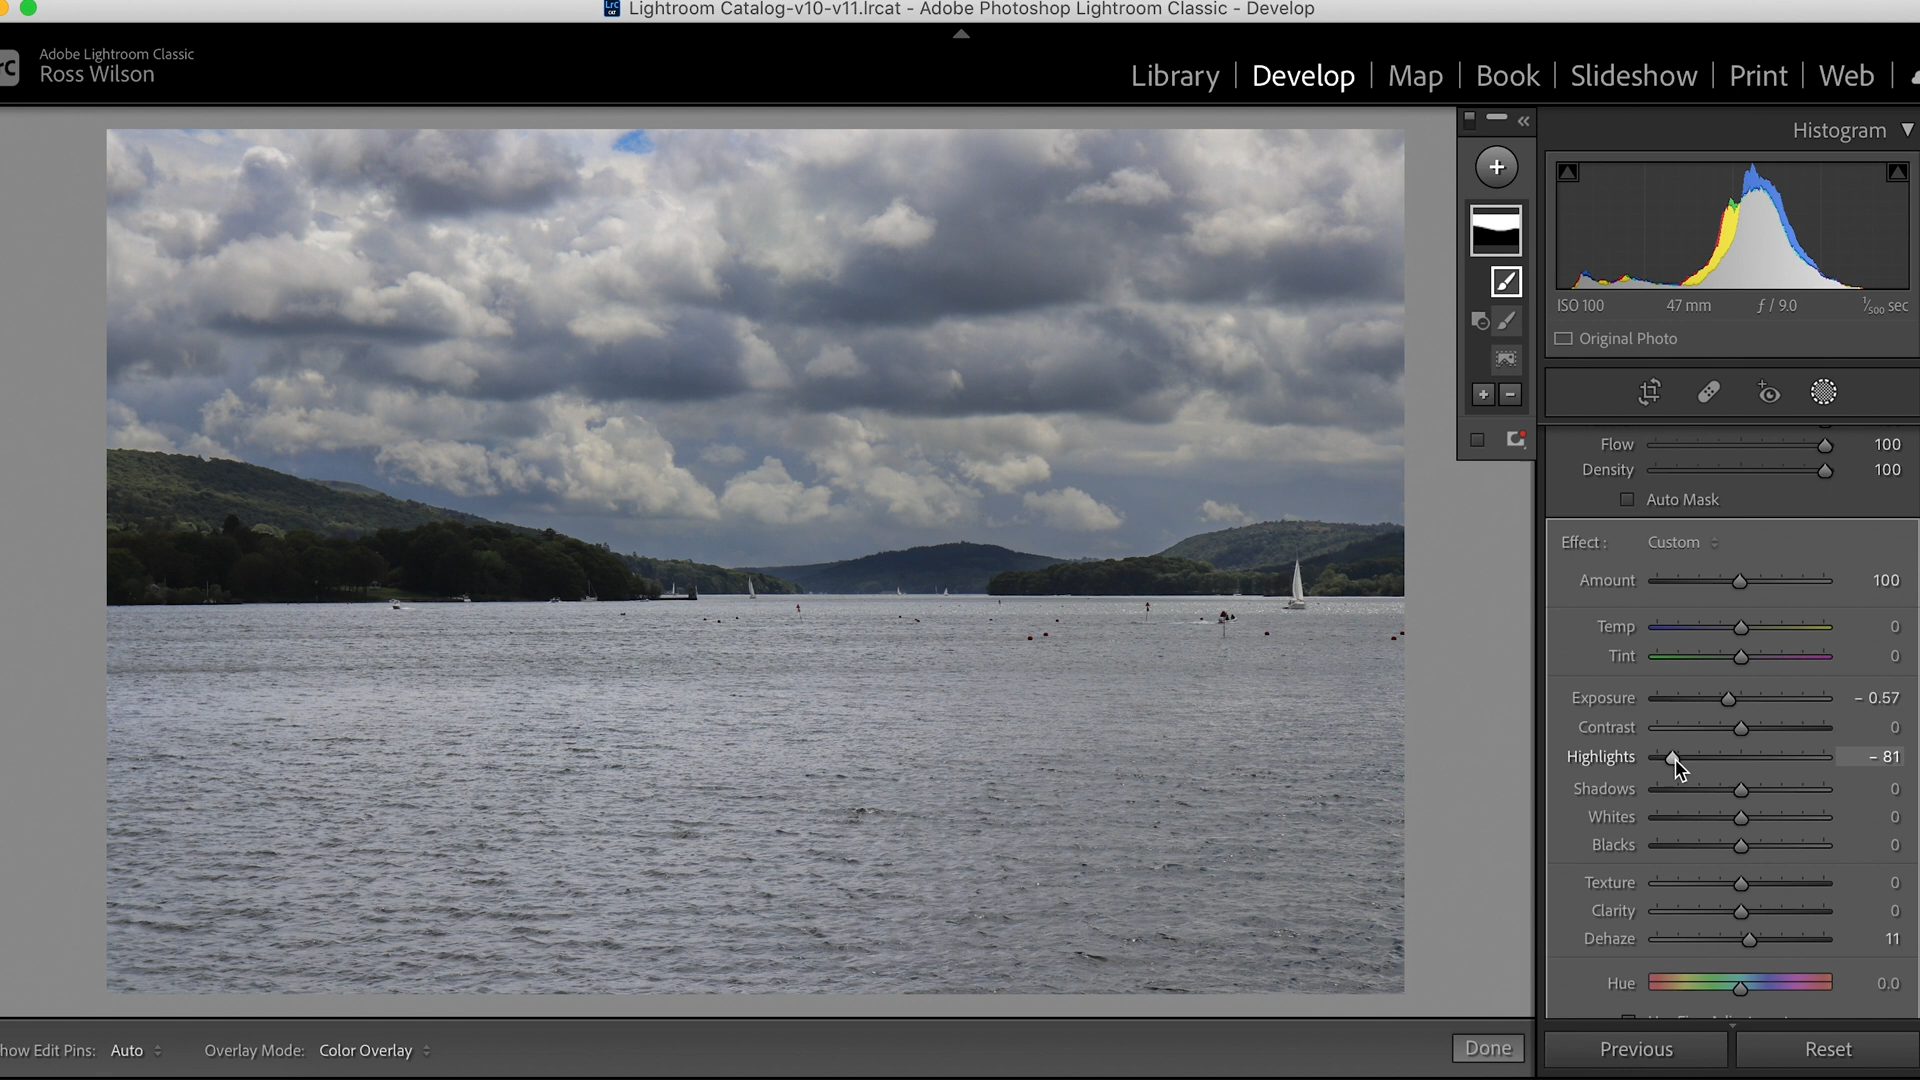 Lightroom Catalog-v10-v11.lrcat - Adobe Photoshop Lightroom Classic - Develop
Adobe Lightroom Classic
Ross Wilson
Library | Develop | Map | Book | Slideshow | Print | Web |
Histogram
ISO 100 47 mm ƒ / 9.0 1/500 sec
Original Photo
Flow 100
Density 100
Auto Mask
Effect : Custom
Amount 100
Temp 0
Tint 0
Exposure – 0.57
Contrast 0
Highlights – 81
Shadows 0
Whites 0
Blacks 0
Texture 0
Clarity 0
Dehaze 11
Hue 0.0
how Edit Pins: Auto Overlay Mode: Color Overlay Done Previous Reset